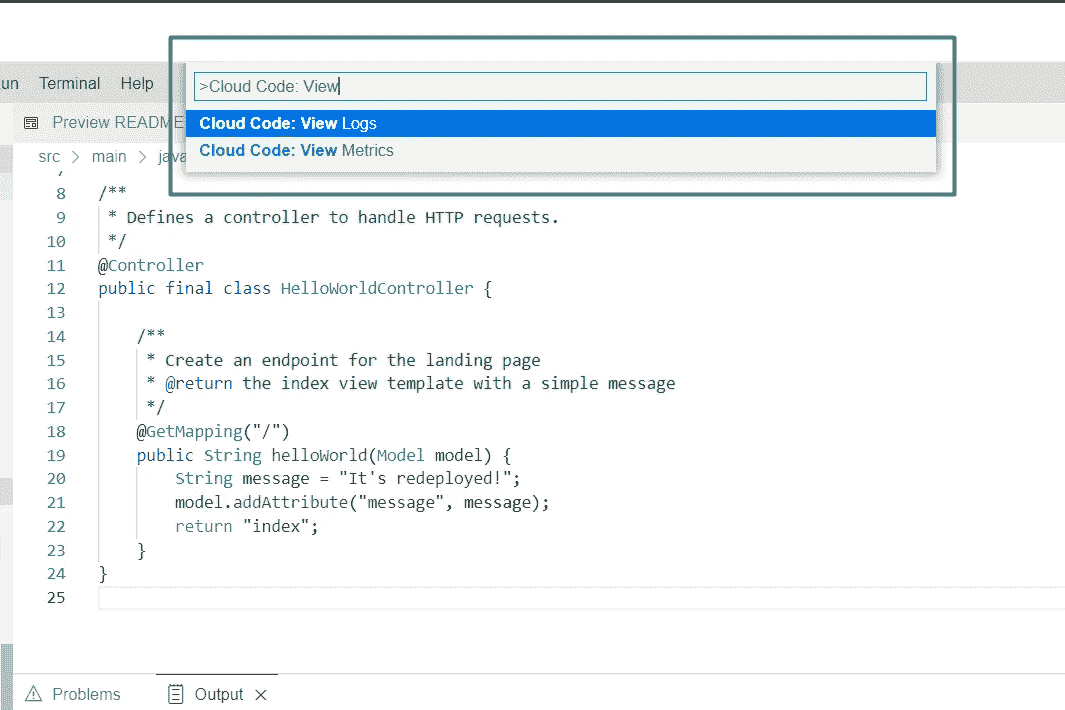 >Cloud Code: View
un Terminal Help
Cloud Code: View Logs
Preview README
Cloud Code: View Metrics
src > main > java
8 /**
9 * Defines a controller to handle HTTP requests.
10 */
11 @Controller
12 public final class HelloWorldController {
13
14 /**
15 * Create an endpoint for the landing page
16 * @return the index view template with a simple message
17 */
18 @GetMapping("/")
19 public String helloWorld(Model model) {
20 String message = "It's redeployed!";
21 model.addAttribute("message", message);
22 return "index";
23 }
24 }
25
Problems Output